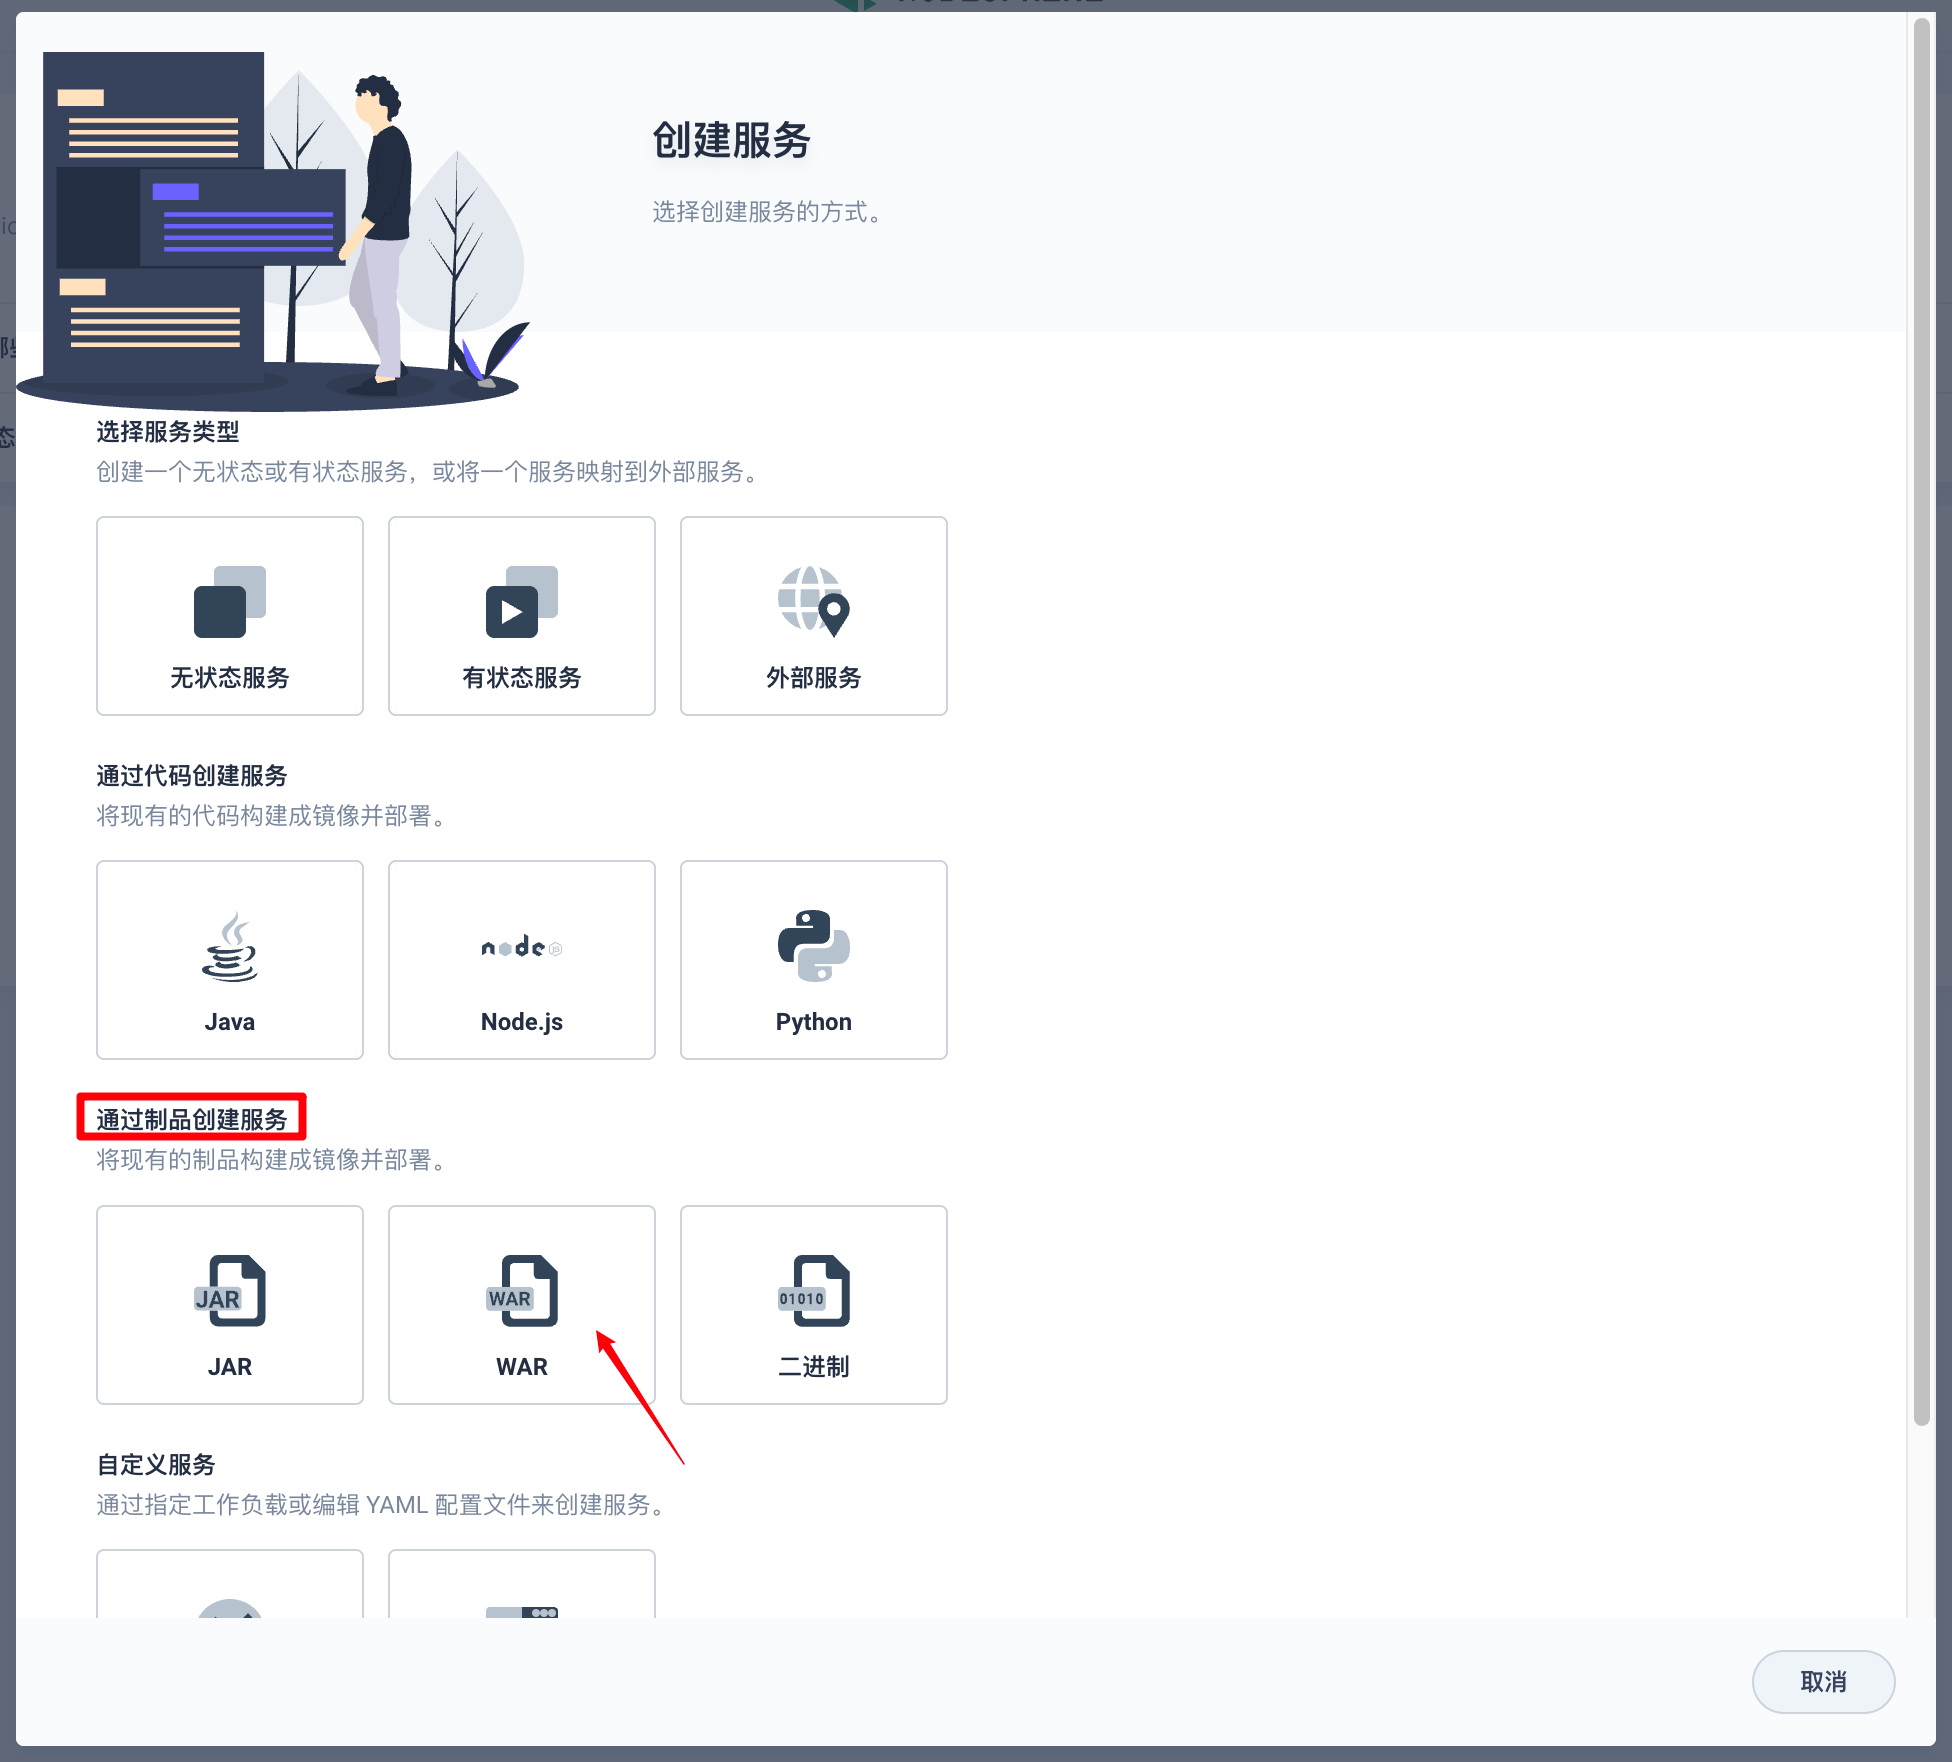 创建服务
选择创建服务的方式。
选择服务类型
创建一个无状态或有状态服务，或将一个服务映射到外部服务。
无状态服务
有状态服务
外部服务
通过代码创建服务
将现有的代码构建成镜像并部署。
node JS
Java
Node.js
Python
通过制品创建服务
将现有的制品构建成镜像并部署。
JAR
WAR
01010
JAR
WAR
二进制
自定义服务
通过指定工作负载或编辑 YAML 配置文件来创建服务。
取消